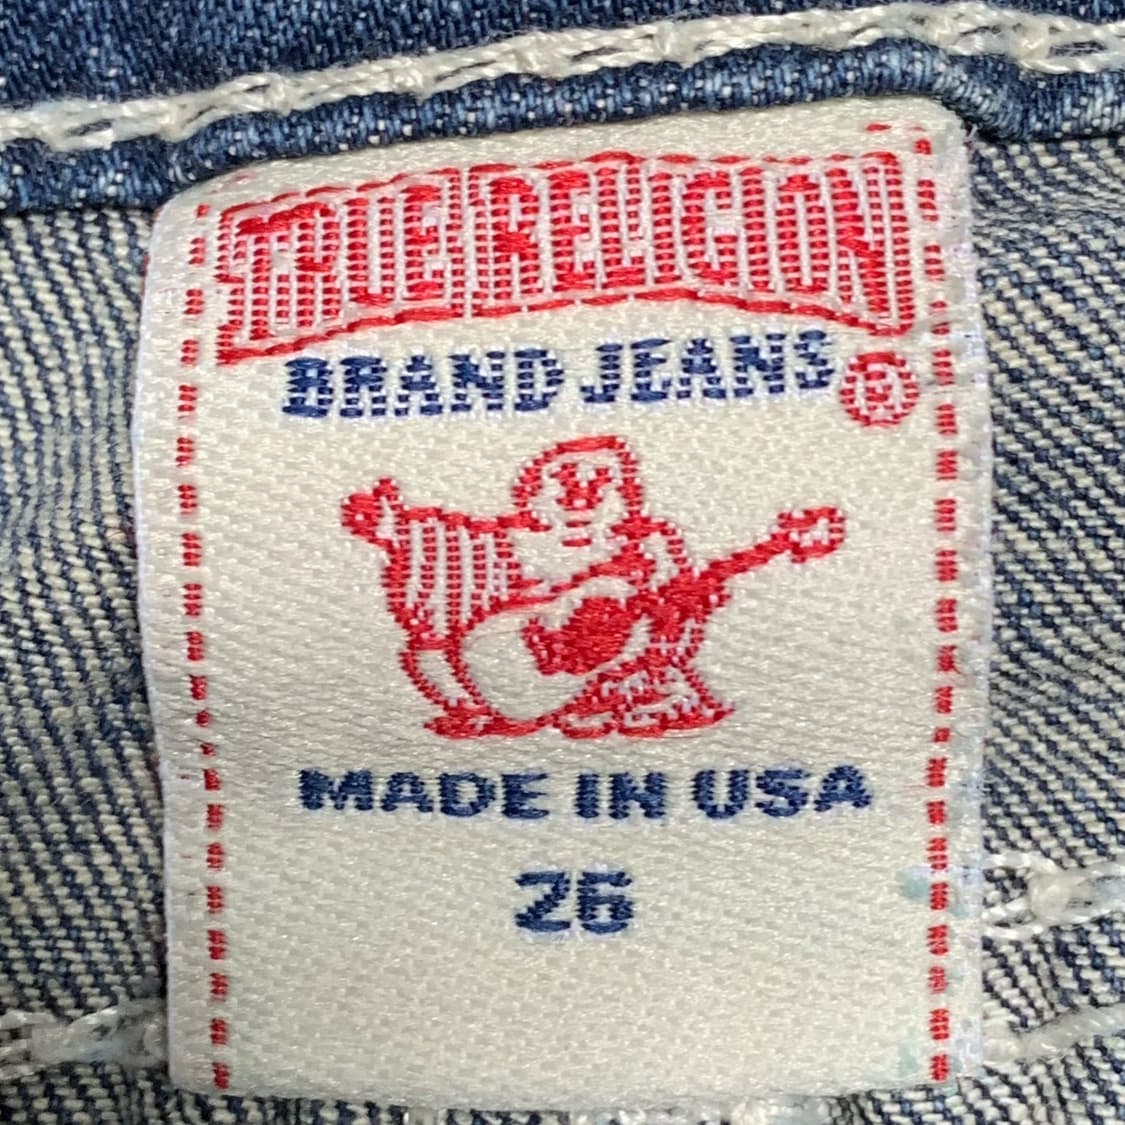 TRUE RELIGION
BRAND JEANS®
MADE IN USA
26